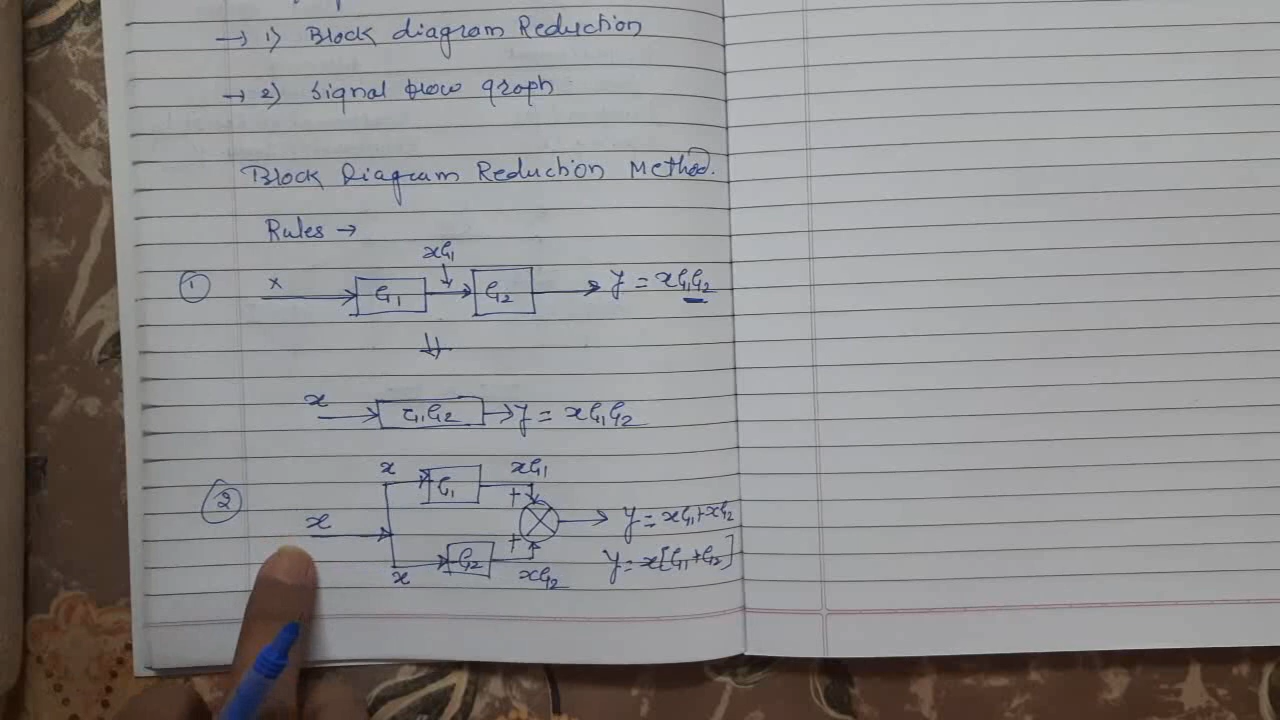 → 1) Block diagram Reduction
→ 2) Signal flow graph
Block Diagram Reduction Method.
Rules →
xG1
① x G1 G2 y = xG1G2
x G1G2 y = xG1G2
② x G1 xG1
+
x y = xG1+xG2
+
x G2 xG2 y = x[G1+G2]